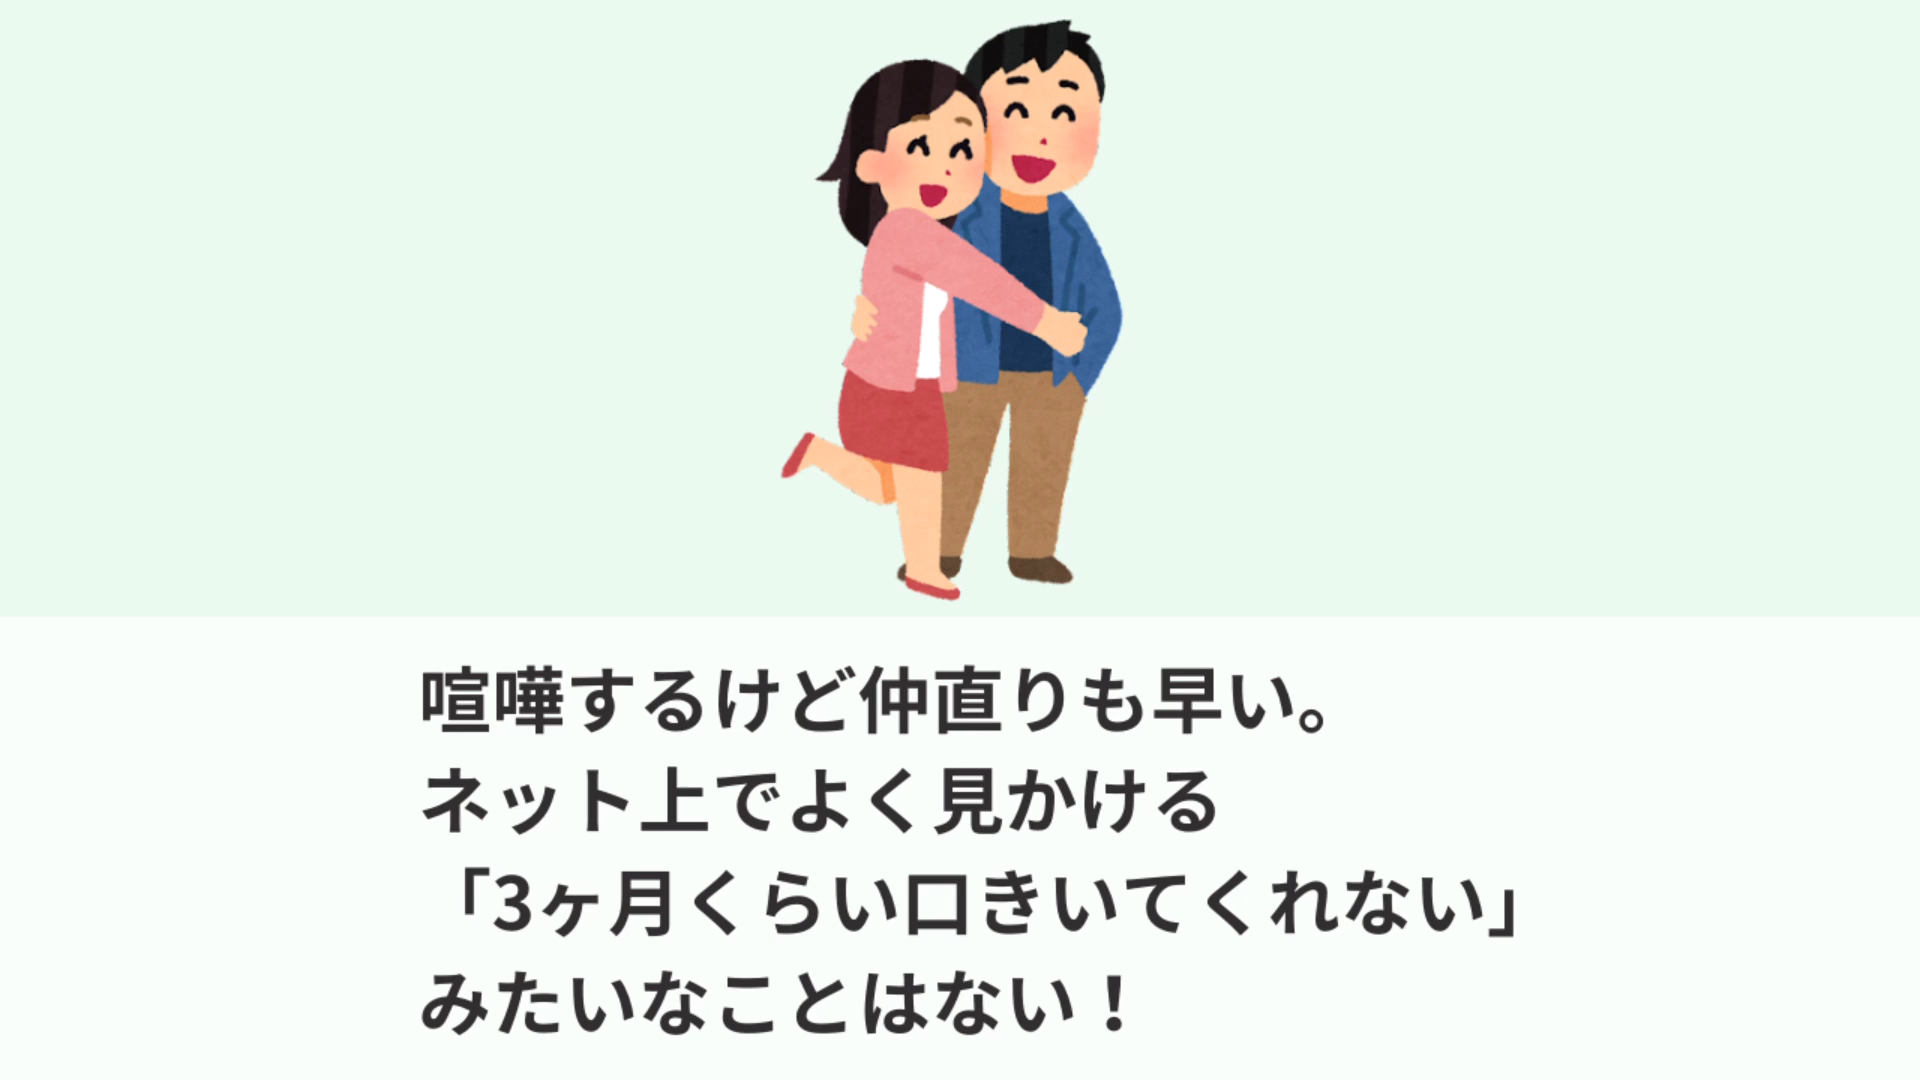 喧嘩するけど仲直りも早い。
ネット上でよく見かける
「3ヶ月くらい口きいてくれない」
みたいなことはない！